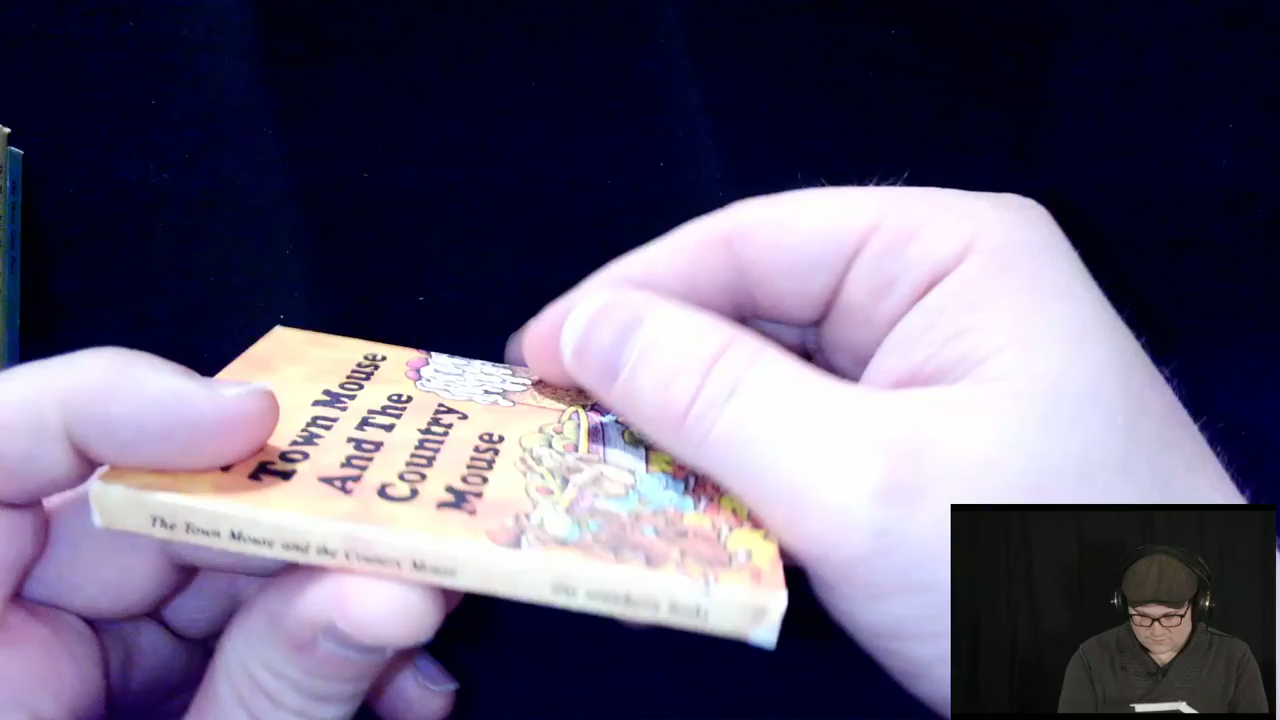 Town Mouse
And The
Country
Mouse
The Town Mouse and the Country Mouse